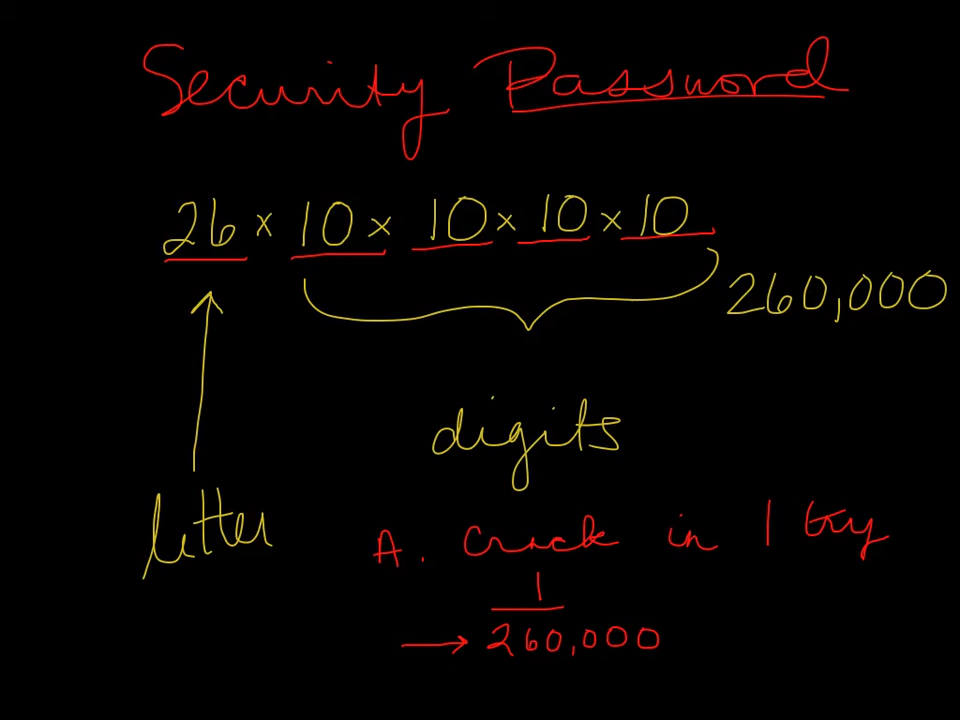 Security Password
26 × 10 × 10 × 10 × 10
260,000
digits
letter
A. Crack in 1 try
1
260,000